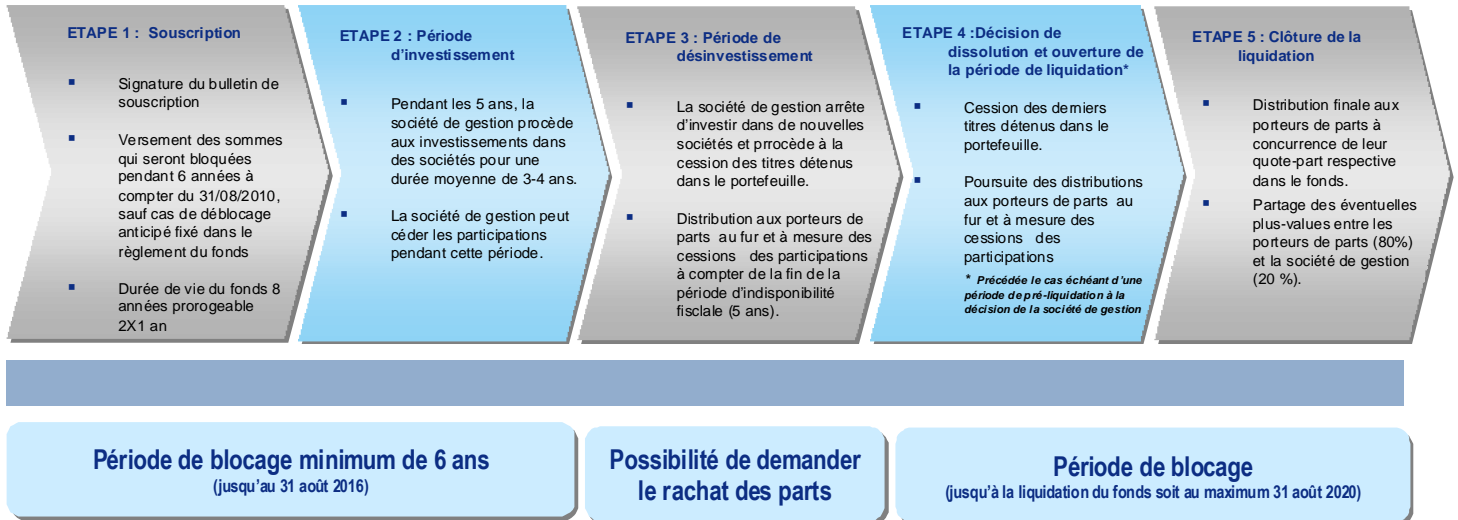 ETAPE 1 : Souscription
▪ Signature du bulletin de
souscription
▪ Versement des sommes
qui seront bloquées
pendant 6 années à
compter du 31/08/2010,
sauf cas de déblocage
anticipé fixé dans le
règlement du fonds
▪ Durée de vie du fonds 8
années prorogeable
2X1 an
ETAPE 2 : Période
d'investissement
▪ Pendant les 5 ans, la
société de gestion procède
aux investissements dans
des sociétés pour une
durée moyenne de 3-4 ans.
▪ La société de gestion peut
céder les participations
pendant cette période.
ETAPE 3 : Période de
désinvestissement
▪ La société de gestion arrête
d'investir dans de nouvelles
sociétés et prrocède à la
cession des titres détenus
dans le portefeuille.
▪ Distribution aux porteurs de
parts au fur et à mesure des
cessions des participations
à compter de la fin de la
période d'indisponibilité
fisclale (5 ans).
ETAPE 4 :Décision de
dissolution et ouverture de
la période de liquidation*
▪ Cession des derniers
titres détenus dans le
portefeuille.
▪ Poursuite des distributions
aux porteurs de parts au
fur et à mesure des
cessions des
participations
* Précédée le cas échéant d'une
période de pré-liquidation à la
décision de la société de gestion
ETAPE 5 : Clôture de la
liquidation
▪ Distribution finale aux
porteurs de parts à
concurrence de leur
quote-part respective
dans le fonds.
▪ Partage des éventuelles
plus-values entre les
porteurs de parts (80%)
et la société de gestion
(20 %).
Période de blocage minimum de 6 ans
(jusqu'au 31 août 2016)
Possibilité de demander
le rachat des parts
Période de blocage
(jusqu'à la liquidation du fonds soit au maximum 31 août 2020)